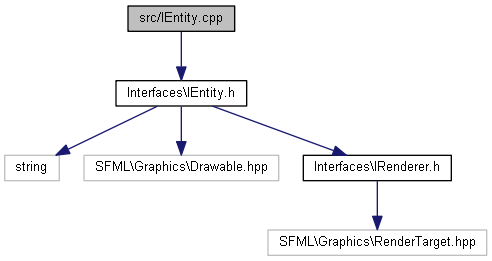 src/IEntity.cpp
Interfaces\IEntity.h
string
SFML\Graphics\Drawable.hpp
Interfaces\IRenderer.h
SFML\Graphics\RenderTarget.hpp